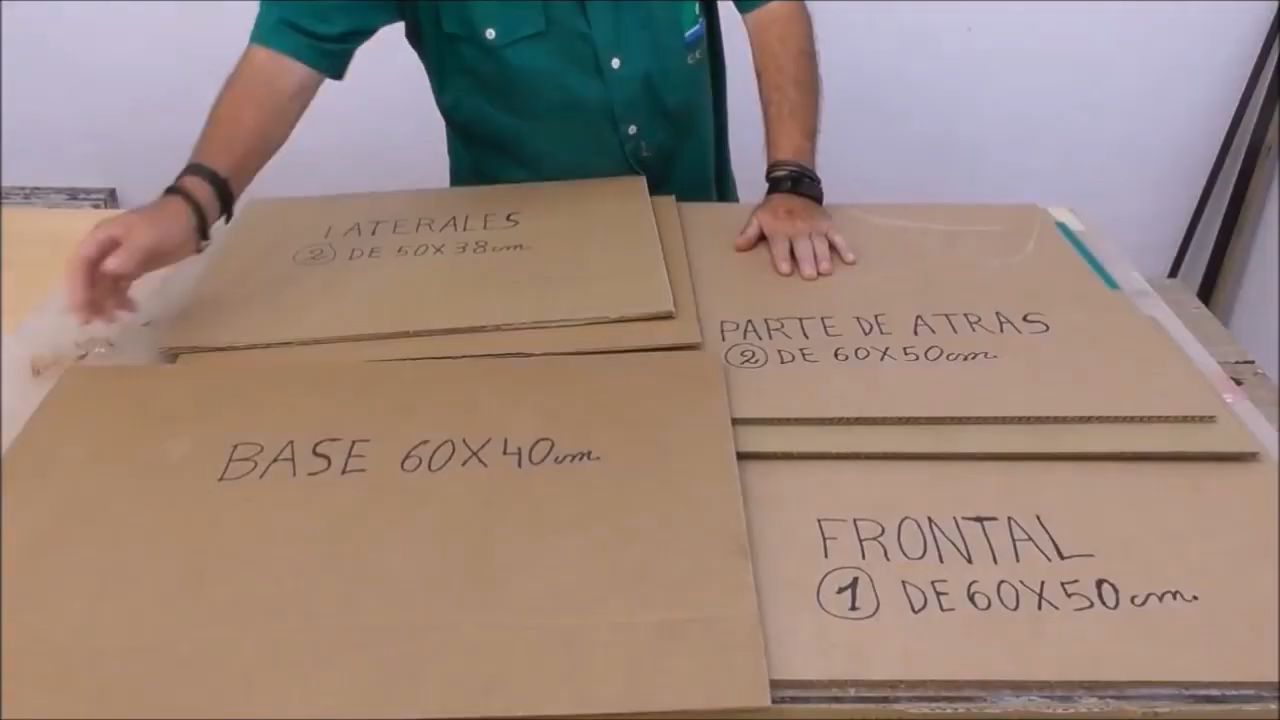 LATERALES
2 DE 50X38cm
PARTE DE ATRAS
2 DE 60X50cm.
BASE 60X40cm.
FRONTAL
1 DE 60X50cm.